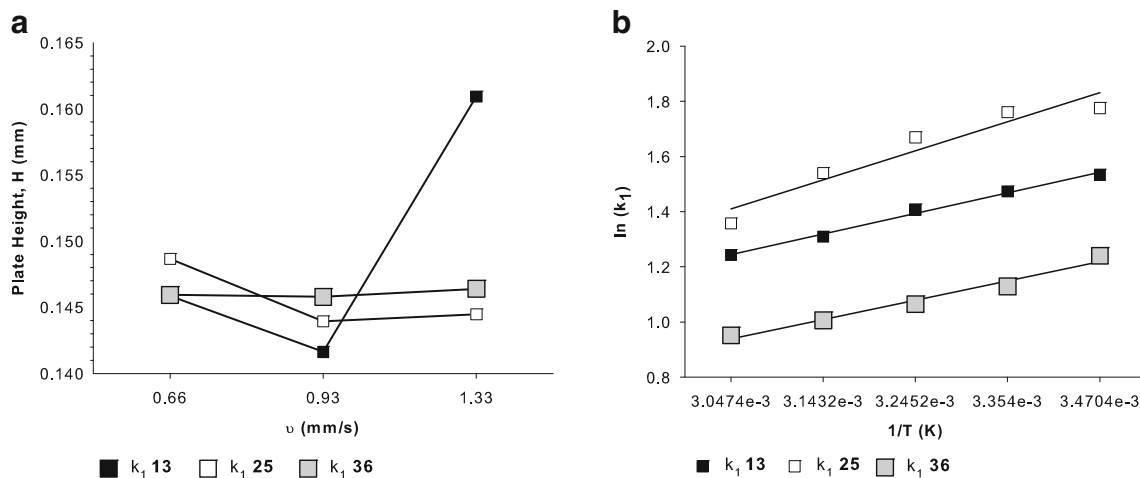 a
Plate Height, H (mm)
0.165
0.160
0.155
0.150
0.145
0.140
0.66
0.93
1.33
υ (mm/s)
k1 13
k1 25
k1 36
b
ln (k1)
2.0
1.8
1.6
1.4
1.2
1.0
0.8
3.0474e-3
3.1432e-3
3.2452e-3
3.354e-3
3.4704e-3
1/T (K)
k1 13
k1 25
k1 36